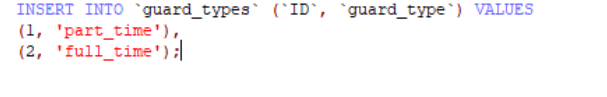 INSERT INTO `guard_types` (`ID`, `guard_type`) VALUES
(1, 'part_time'),
(2, 'full_time');